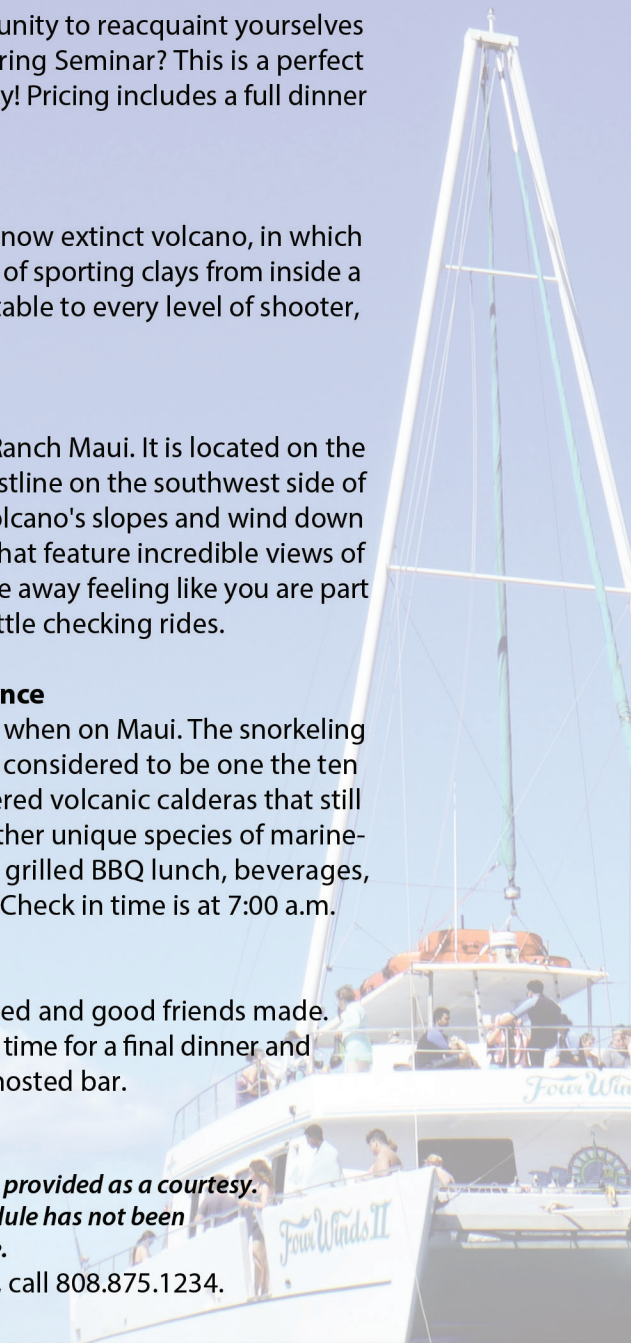 unity to reacquaint yourselves
ring Seminar? This is a perfect
y! Pricing includes a full dinner
now extinct volcano, in which
of sporting clays from inside a
table to every level of shooter,
Ranch Maui. It is located on the
stline on the southwest side of
olcano's slopes and wind down
hat feature incredible views of
e away feeling like you are part
ttle checking rides.
nce
when on Maui. The snorkeling
considered to be one the ten
ered volcanic calderas that still
ther unique species of marine-
grilled BBQ lunch, beverages,
Check in time is at 7:00 a.m.
ed and good friends made.
time for a final dinner and
hosted bar.
Four Win
provided as a courtesy.
dule has not been
e.
Four Winds II
, call 808.875.1234.